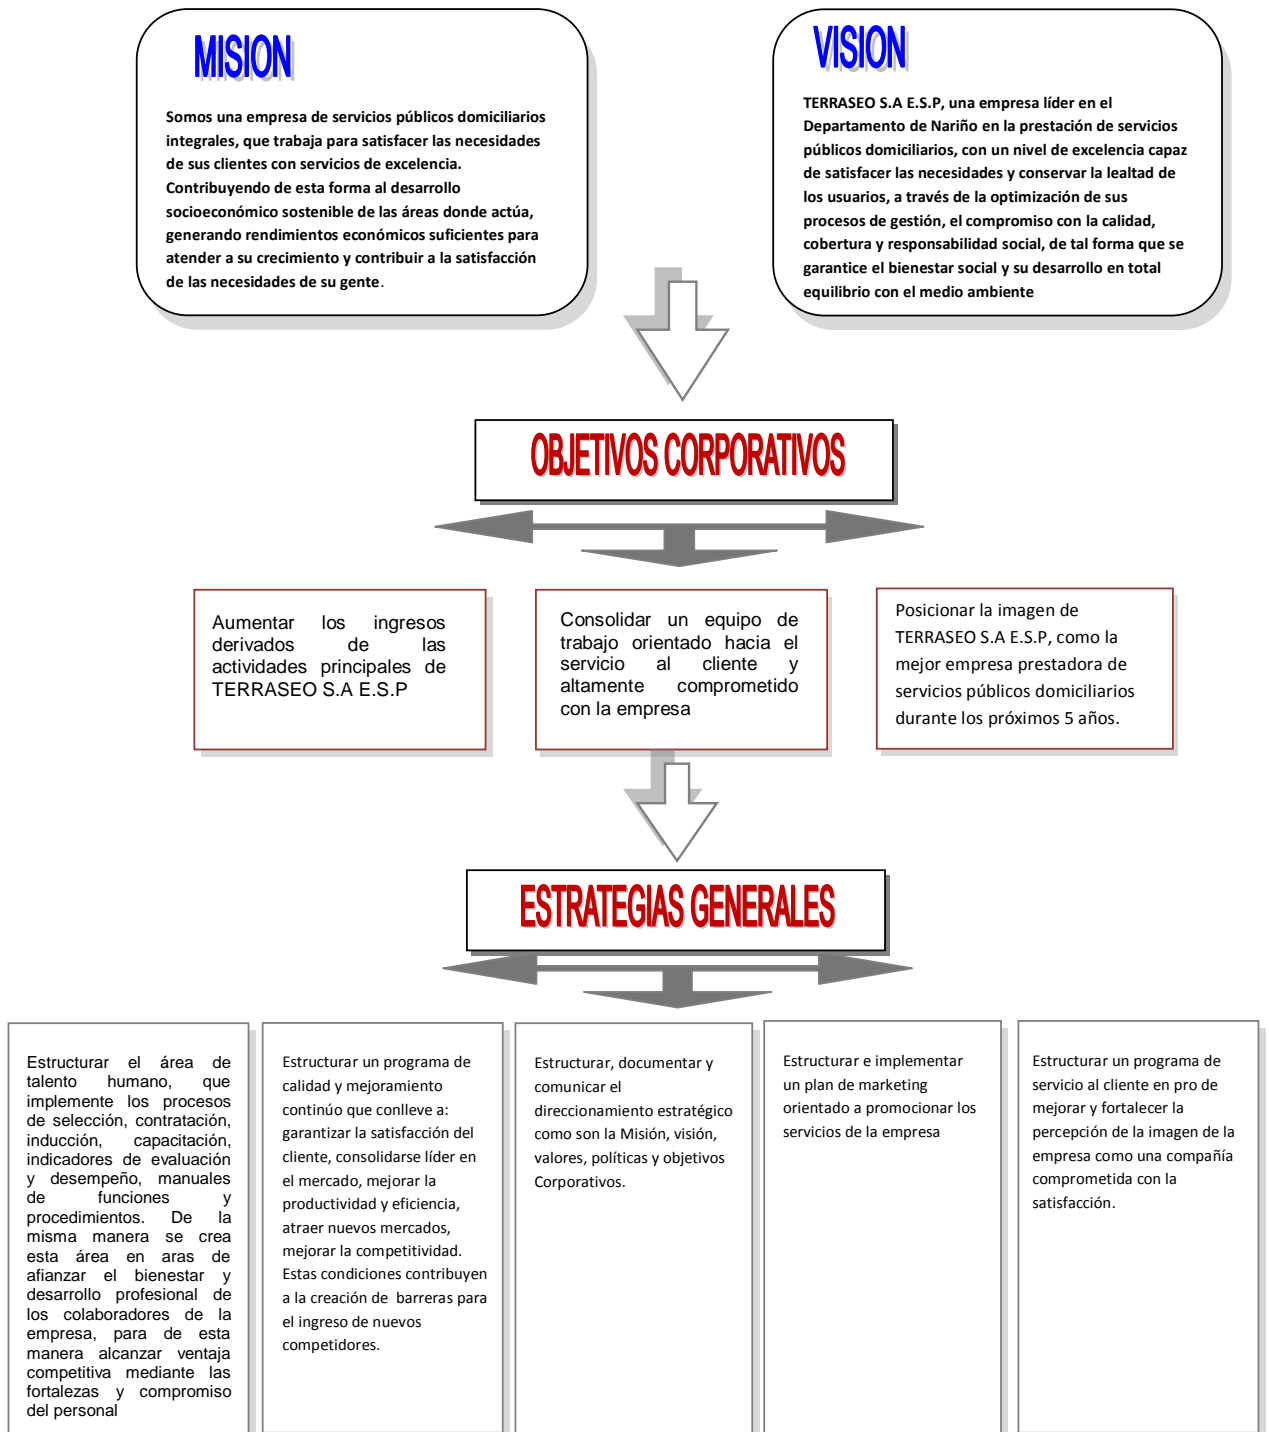 MISION
Somos una empresa de servicios públicos domiciliarios
integrales, que trabaja para satisfacer las necesidades
de sus clientes con servicios de excelencia.
Contribuyendo de esta forma al desarrollo
socioeconómico sostenible de las áreas donde actúa,
generando rendimientos económicos suficientes para
atender a su crecimiento y contribuir a la satisfacción
de las necesidades de su gente.
VISION
TERRASEO S.A E.S.P, una empresa líder en el
Departamento de Nariño en la prestación de servicios
públicos domiciliarios, con un nivel de excelencia capaz
de satisfacer las necesidades y conservar la lealtad de
los usuarios, a través de la optimización de sus
procesos de gestión, el compromiso con la calidad,
cobertura y responsabilidad social, de tal forma que se
garantice el bienestar social y su desarrollo en total
equilibrio con el medio ambiente
OBJETIVOS CORPORATIVOS
Aumentar los ingresos
derivados de las
actividades principales de
TERRASEO S.A E.S.P
Consolidar un equipo de
trabajo orientado hacia el
servicio al cliente y
altamente comprometido
con la empresa
Posicionar la imagen de
TERRASEO S.A E.S.P, como la
mejor empresa prestadora de
servicios públicos domiciliarios
durante los próximos 5 años.
ESTRATEGIAS GENERALES
Estructurar el área de
talento humano, que
implemente los procesos
de selección, contratación,
inducción, capacitación,
indicadores de evaluación
y desempeño, manuales
de funciones y
procedimientos. De la
misma manera se crea
esta área en aras de
afianzar el bienestar y
desarrollo profesional de
los colaboradores de la
empresa, para de esta
manera alcanzar ventaja
competitiva mediante las
fortalezas y compromiso
del personal
Estructurar un programa de
calidad y mejoramiento
continúo que conlleve a:
garantizar la satisfacción del
cliente, consolidarse líder en
el mercado, mejorar la
productividad y eficiencia,
atraer nuevos mercados,
mejorar la competitividad.
Estas condiciones contribuyen
a la creación de barreras para
el ingreso de nuevos
competidores.
Estructurar, documentar y
comunicar el
direccionamiento estratégico
como son la Misión, visión,
valores, políticas y objetivos
Corporativos.
Estructurar e implementar
un plan de marketing
orientado a promocionar los
servicios de la empresa
Estructurar un programa de
servicio al cliente en pro de
mejorar y fortalecer la
percepción de la imagen de la
empresa como una compañía
comprometida con la
satisfacción.